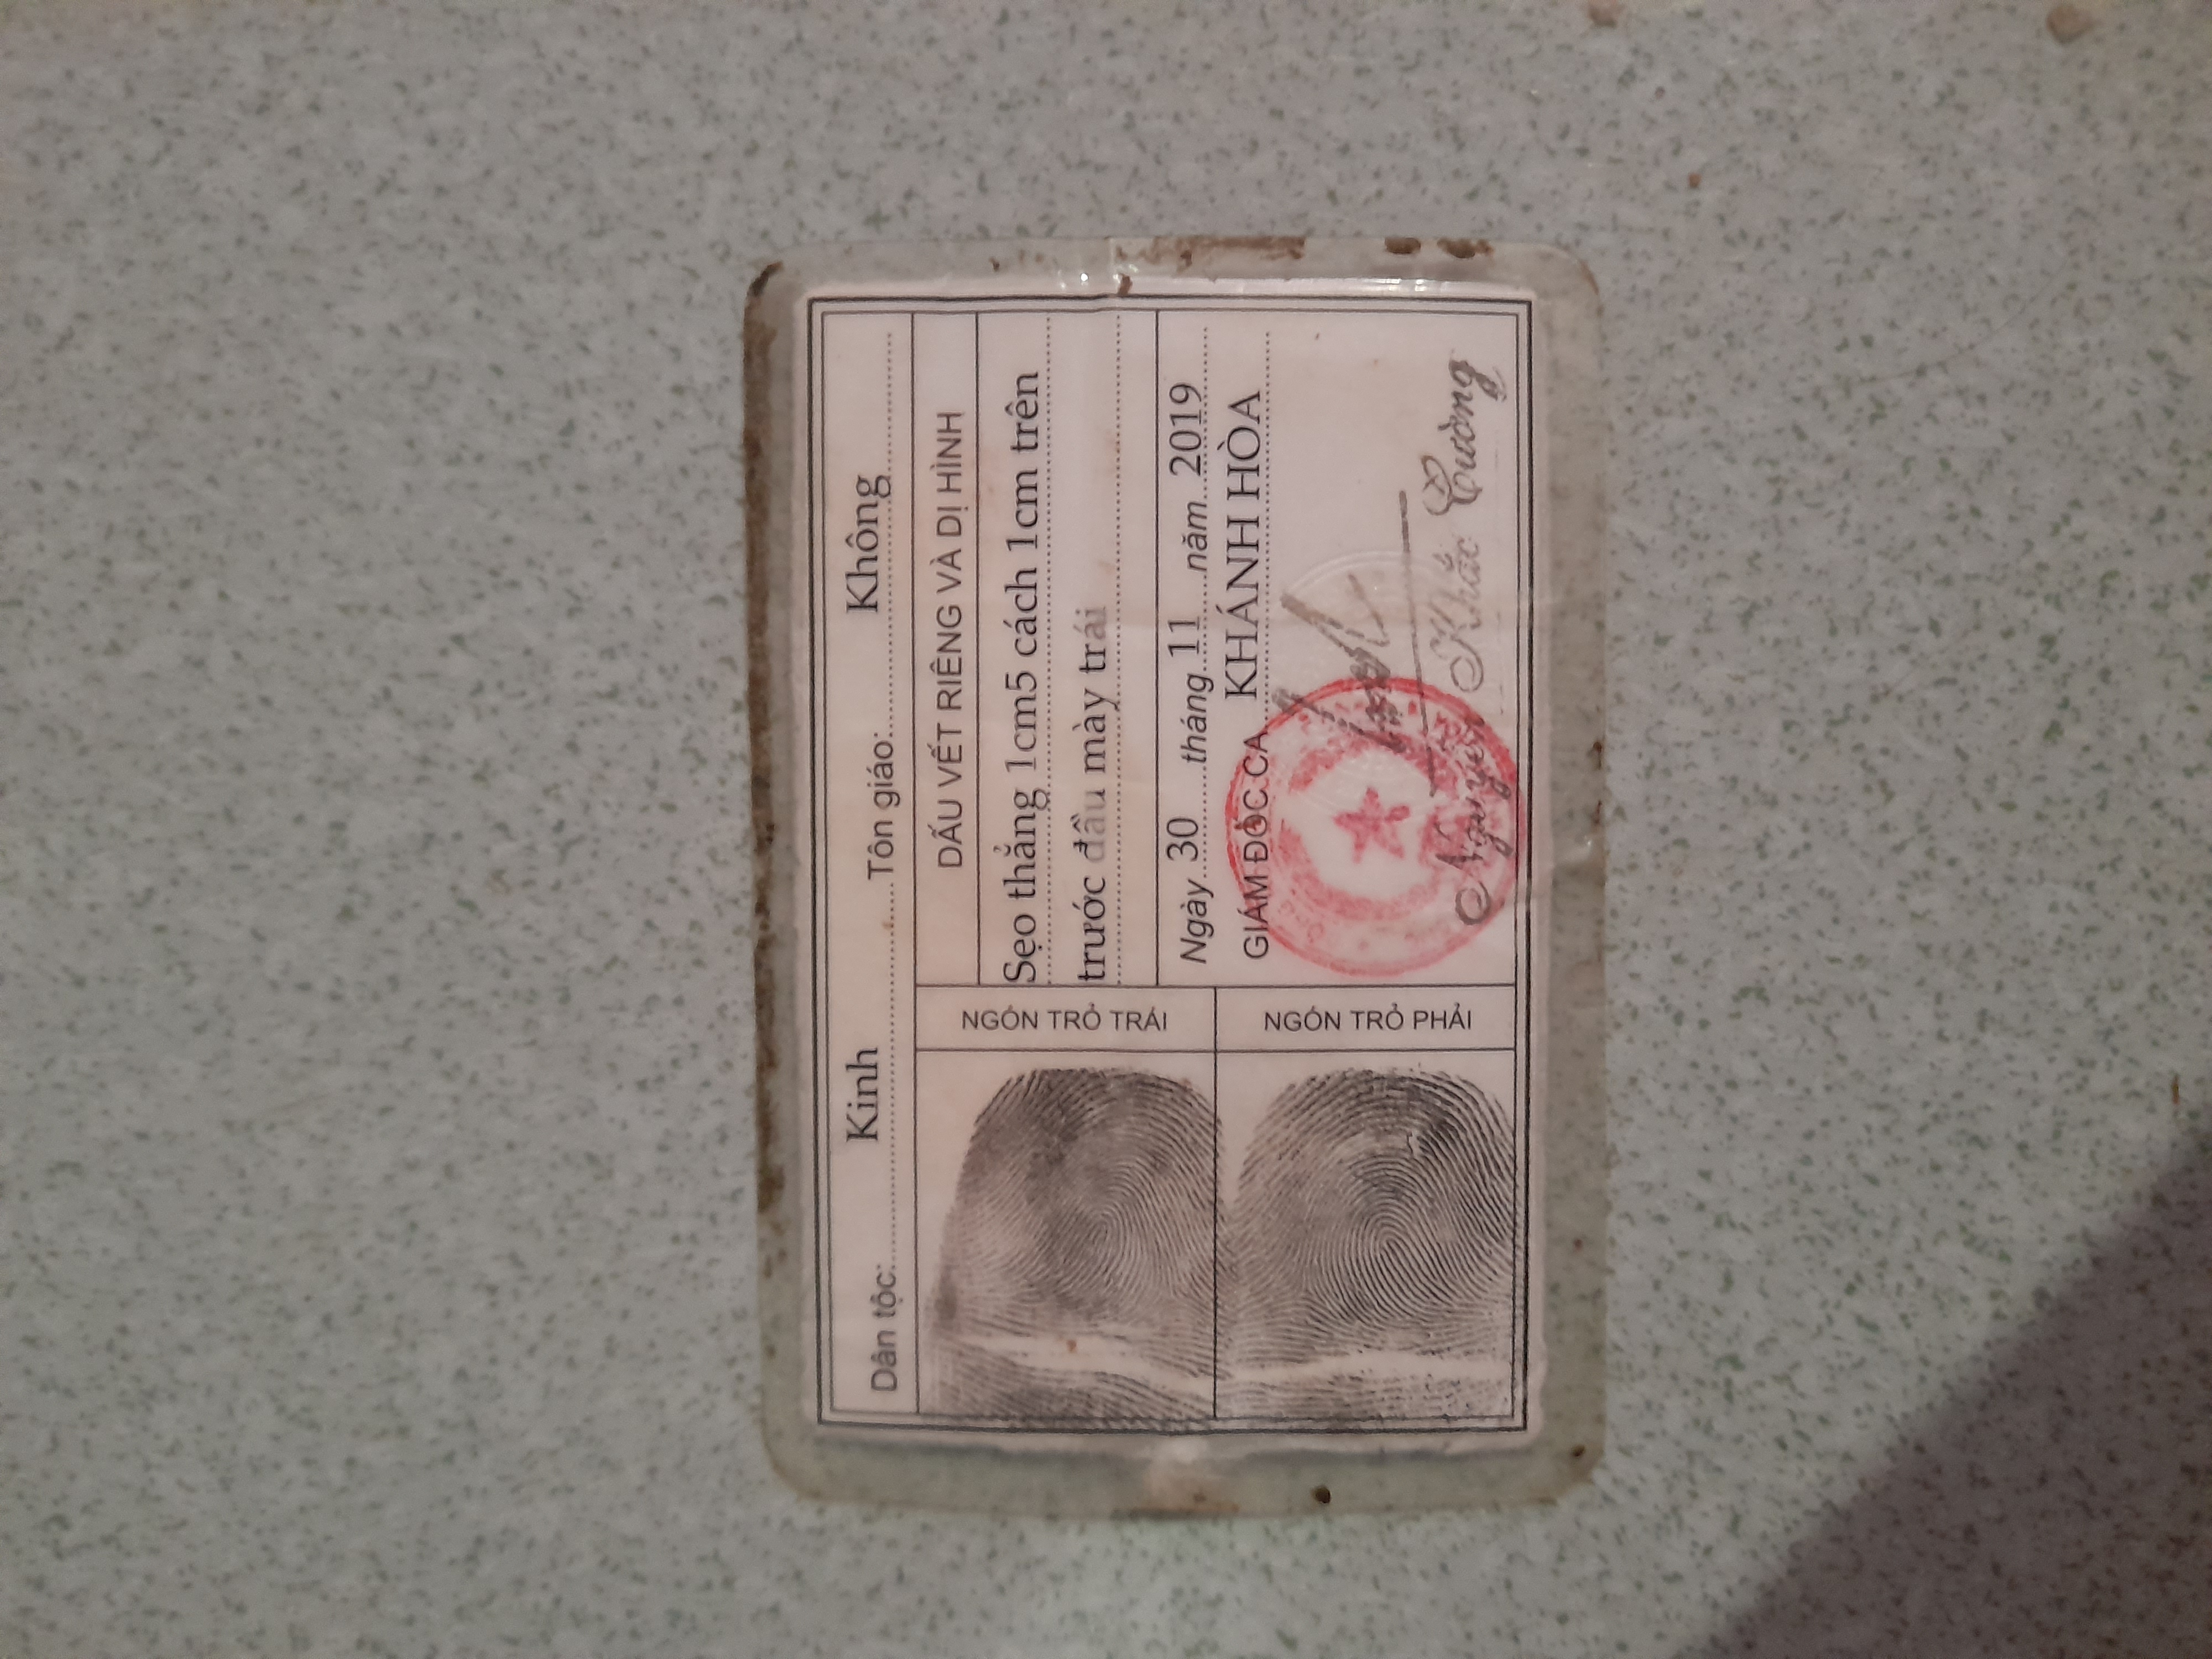 Dân tộc: Kinh Tôn giáo: Không
DẤU VẾT RIÊNG VÀ DỊ HÌNH
Sẹo thẳng 1cm5 cách 1cm trên
trước đầu mày trái
Ngày 30 tháng 11 năm 2019
GIÁM ĐỐC CA KHÁNH HÒA
Nguyễn Khắc Cường
NGÓN TRỎ TRÁI
NGÓN TRỎ PHẢI